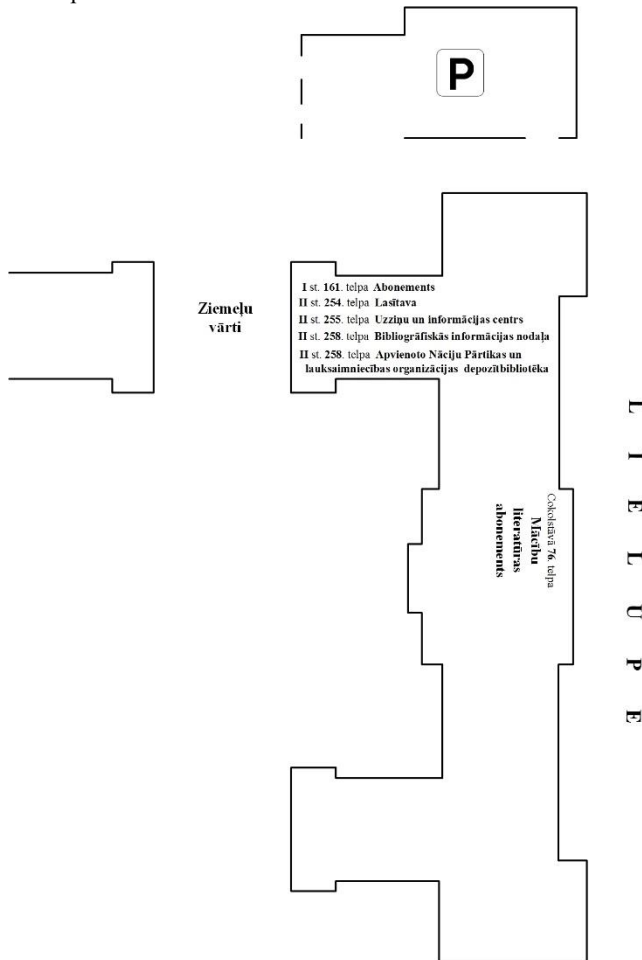 P
Ziemeļu
vārti
I st. 161. telpa Abonements
II st. 254. telpa Lasītava
II st. 255. telpa Uzziņu un informācijas centrs
II st. 258. telpa Bibliogrāfiskās informācijas nodaļa
II st. 258. telpa Apvienoto Nāciju Pārtikas un
lauksaimniecības organizācijas depozītbibliotēka
Cokolstāvā 76. telpa
Mācību
literatūras
abonements
L I E L U P E